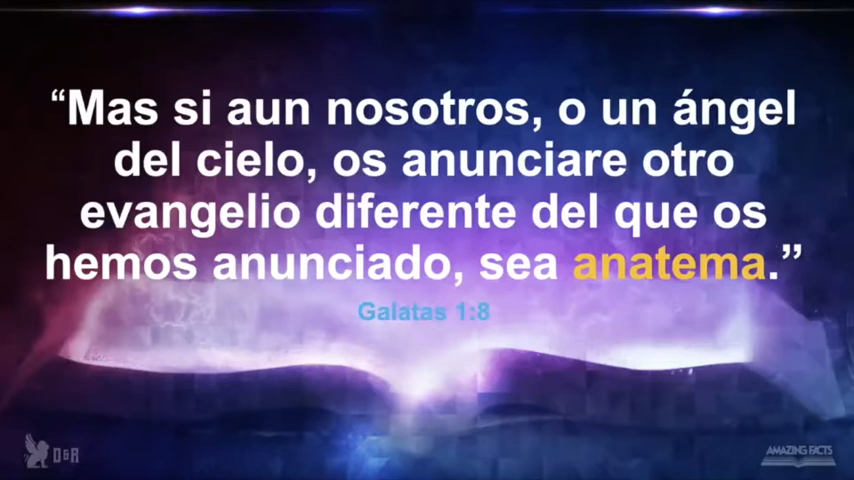 “Mas si aun nosotros, o un ángel
del cielo, os anunciare otro
evangelio diferente del que os
hemos anunciado, sea anatema.”
Galatas 1:8
D&R
AMAZING FACTS